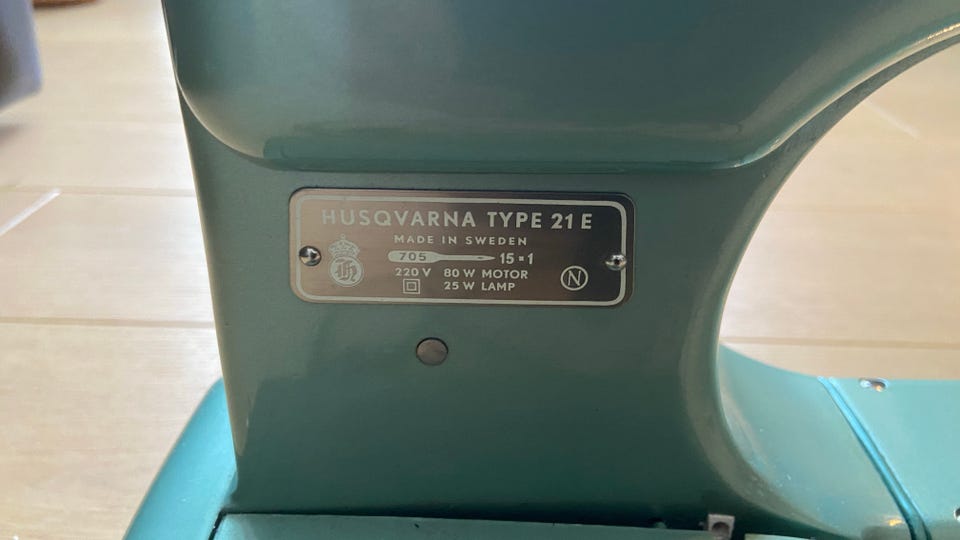 HUSQVARNA TYPE 21 E
MADE IN SWEDEN
705 15×1
220 V 80 W MOTOR
25 W LAMP
H
N